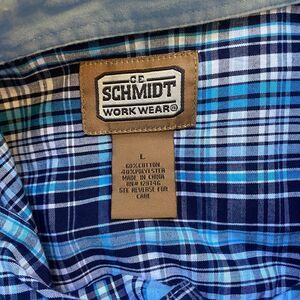 C.E.
SCHMIDT
WORKWEAR®
L
60%COTTON
40%POLYESTER
MADE IN CHINA
RN# 129746
SEE REVERSE FOR
CARE